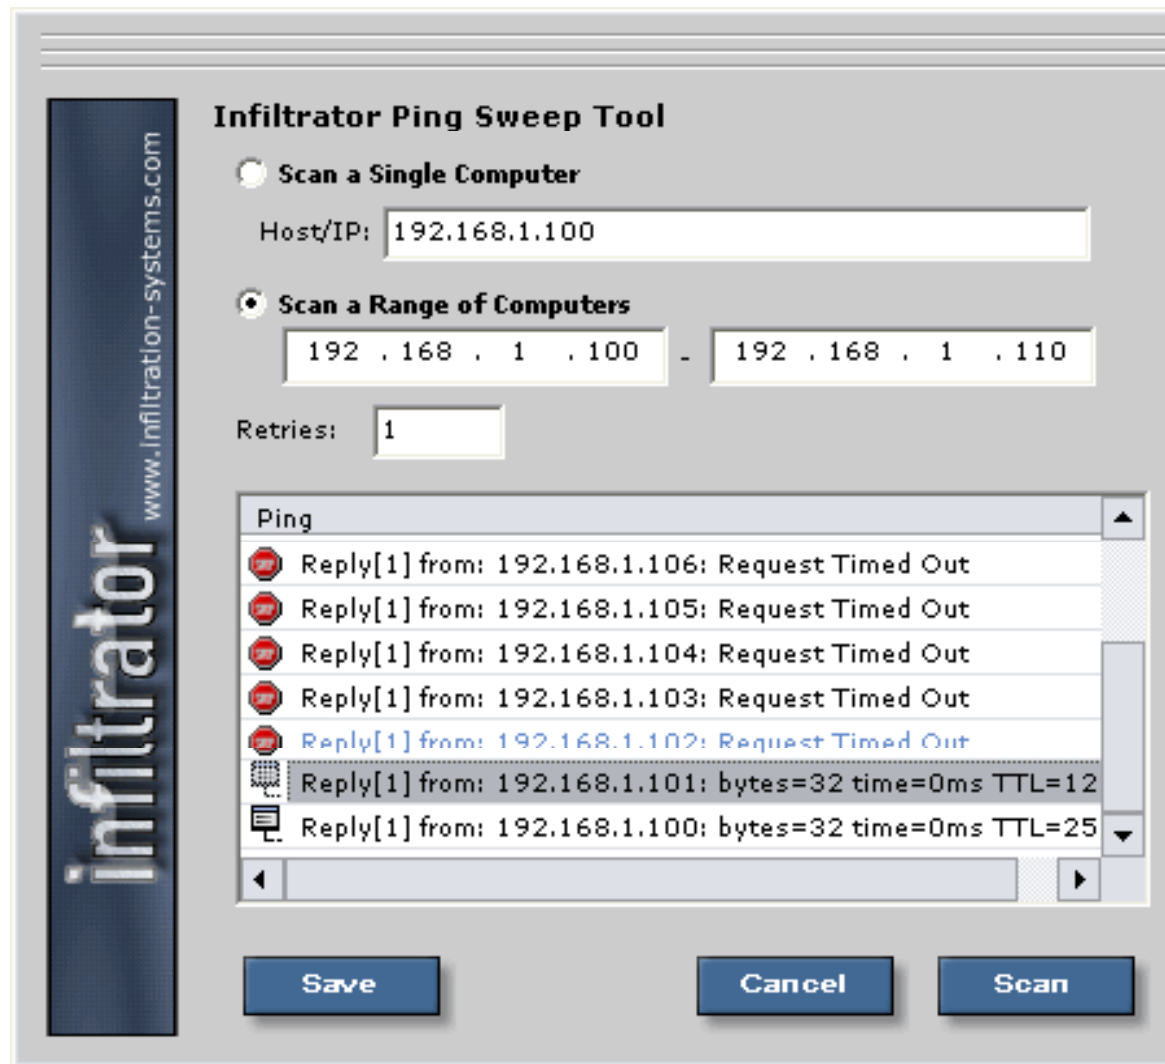 Infiltrator Ping Sweep Tool
Scan a Single Computer
Host/IP: 192.168.1.100
Scan a Range of Computers
192 . 168 . 1 . 100 - 192 . 168 . 1 . 110
Retries: 1
Ping
Reply[1] from: 192.168.1.106: Request Timed Out
Reply[1] from: 192.168.1.105: Request Timed Out
Reply[1] from: 192.168.1.104: Request Timed Out
Reply[1] from: 192.168.1.103: Request Timed Out
Reply[1] from: 192.168.1.102: Request Timed Out
Reply[1] from: 192.168.1.101: bytes=32 time=0ms TTL=12
Reply[1] from: 192.168.1.100: bytes=32 time=0ms TTL=25
Save Cancel Scan
infiltrator www.infiltration-systems.com